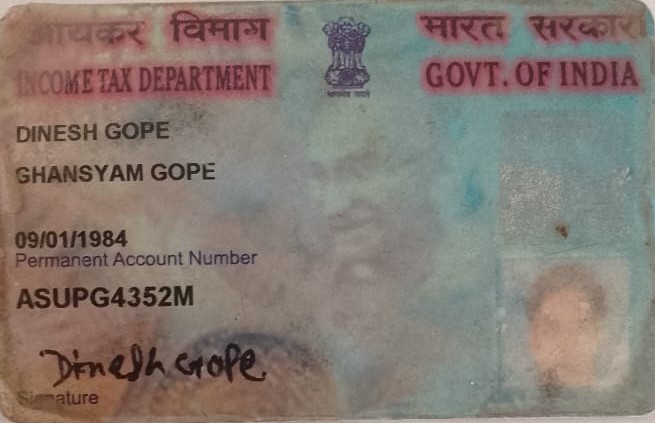 आयकर विभाग
भारत सरकार
INCOME TAX DEPARTMENT
GOVT. OF INDIA
DINESH GOPE
GHANSYAM GOPE
09/01/1984
Permanent Account Number
ASUPG4352M
Dinesh Gope
Signature